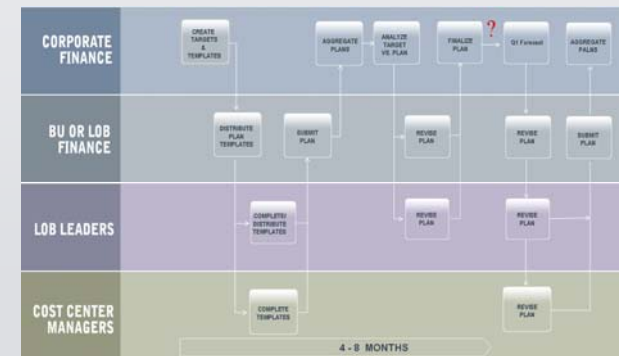 CORPORATE
FINANCE
CREATE
TARGETS
&
TEMPLATES
AGGREGATE
PLANS
ANALYZE
TARGET
VS. PLAN
FINALIZE
PLAN
?
Q1 Forecast
AGGREGATE
PALNS
BU OR LOB
FINANCE
DISTRIBUTE
PLAN
TEMPLATES
SUBMIT
PLAN
REVISE
PLAN
REVISE
PLAN
SUBMIT
PLAN
LOB LEADERS
COMPLETE/
DISTRIBUTE
TEMPLATES
REVISE
PLAN
REVISE
PLAN
COST CENTER
MANAGERS
COMPLETE
TEMPLATES
REVISE
PLAN
4 - 8 MONTHS